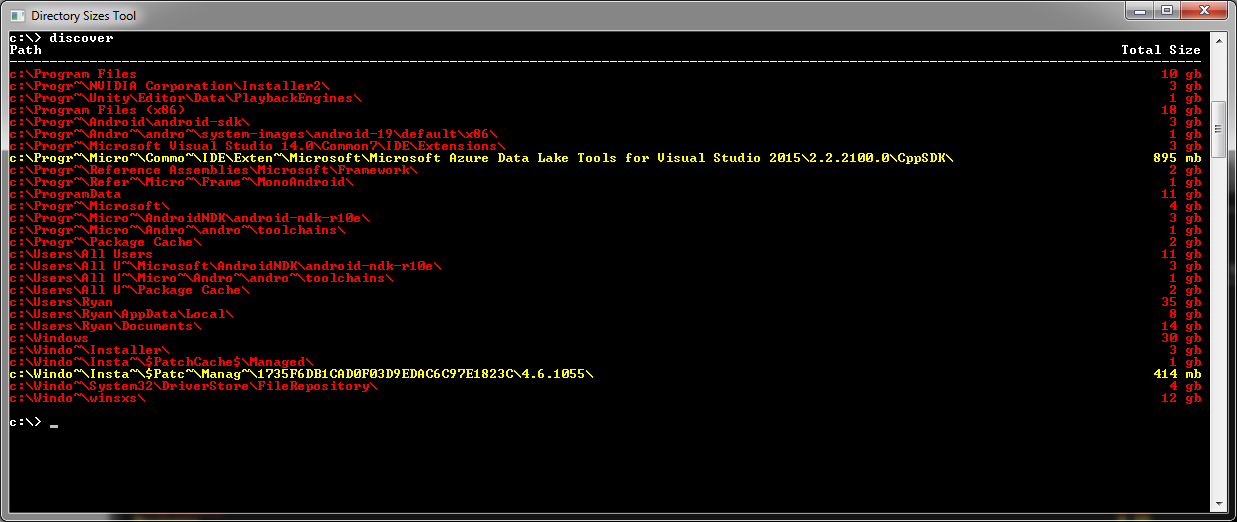 Directory Sizes Tool
c:\> discover
Path Total Size
c:\Program Files 10 gb
c:\Progr~\NVIDIA Corporation\Installer2\ 3 gb
c:\Progr~\Unity\Editor\Data\PlaybackEngines\ 1 gb
c:\Program Files (x86) 18 gb
c:\Progr~\Android\android-sdk\ 3 gb
c:\Progr~\Andro~\andro~\system-images\android-19\default\x86\ 1 gb
c:\Progr~\Microsoft Visual Studio 14.0\Common7\IDE\Extensions\ 3 gb
c:\Progr~\Micro~\Commo~\IDE\Exten~\Microsoft\Microsoft Azure Data Lake Tools for Visual Studio 2015\2.2.2100.0\CppSDK\ 895 mb
c:\Progr~\Reference Assemblies\Microsoft\Framework\ 2 gb
c:\Progr~\Refer~\Micro~\Frame~\MonoAndroid\ 1 gb
c:\ProgramData 11 gb
c:\Progr~\Microsoft\ 4 gb
c:\Progr~\Micro~\AndroidNDK\android-ndk-r10e\ 3 gb
c:\Progr~\Micro~\Andro~\andro~\toolchains\ 1 gb
c:\Progr~\Package Cache\ 2 gb
c:\Users\All Users 11 gb
c:\Users\All U~\Microsoft\AndroidNDK\android-ndk-r10e\ 3 gb
c:\Users\All U~\Micro~\Andro~\andro~\toolchains\ 1 gb
c:\Users\All U~\Package Cache\ 2 gb
c:\Users\Ryan 35 gb
c:\Users\Ryan\AppData\Local\ 8 gb
c:\Users\Ryan\Documents\ 14 gb
c:\Windows 30 gb
c:\Windo~\Installer\ 3 gb
c:\Windo~\Insta~\$PatchCache$\Managed\ 1 gb
c:\Windo~\Insta~\$Patc~\Manag~\1735F6DB1CAD0F03D9EDAC6C97E1823C\4.6.1055\ 414 mb
c:\Windo~\System32\DriverStore\FileRepository\ 4 gb
c:\Windo~\winsxs\ 12 gb
c:\> _